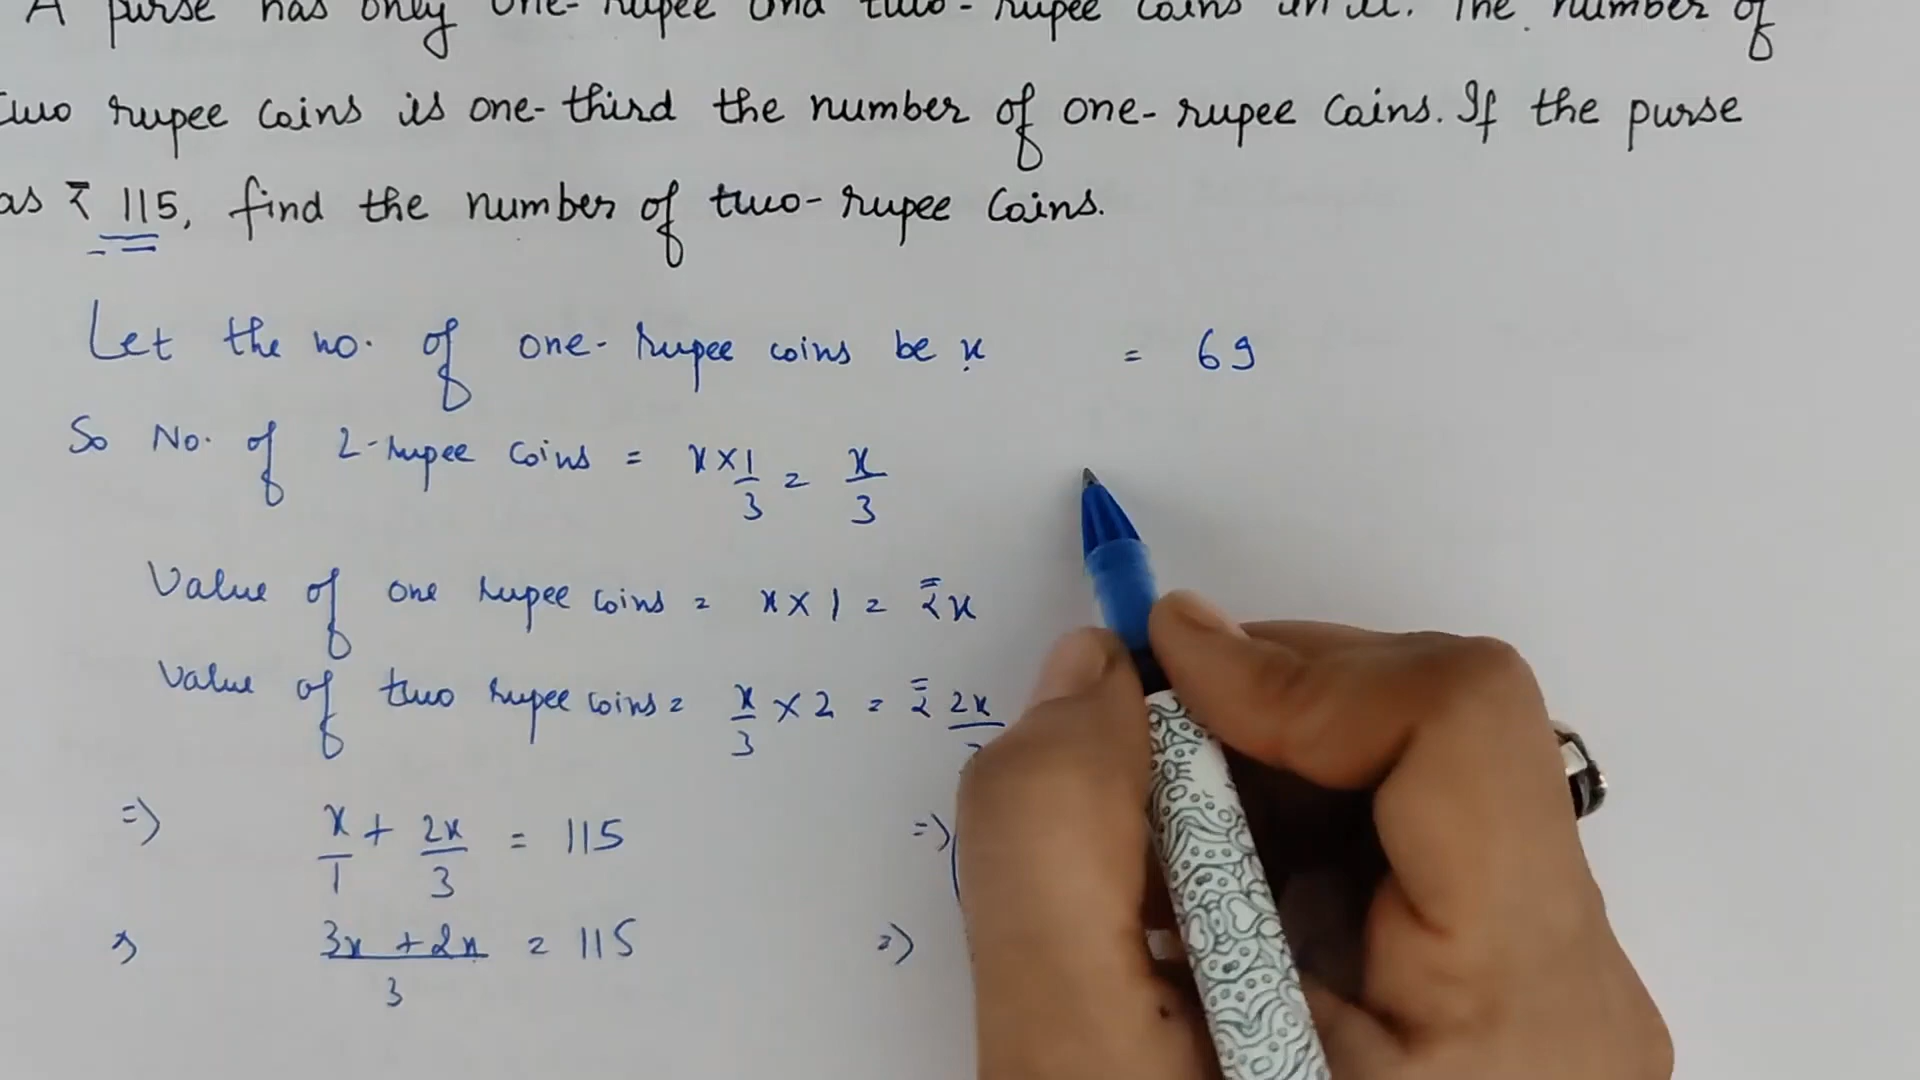 A purse has only one-rupee and two-rupee coins in it. The number of
two rupee coins is one-third the number of one-rupee coins. If the purse
as ₹ 115, find the number of two-rupee coins.
Let the no. of one-rupee coins be x = 69
So No. of 2-rupee coins = x × 1/3 = x/3
Value of one rupee coins = x × 1 = ₹ x
Value of two rupee coins = x/3 × 2 = ₹ 2x
=> x/1 + 2x/3 = 115 =>
=> (3x + 2x)/3 = 115 =>